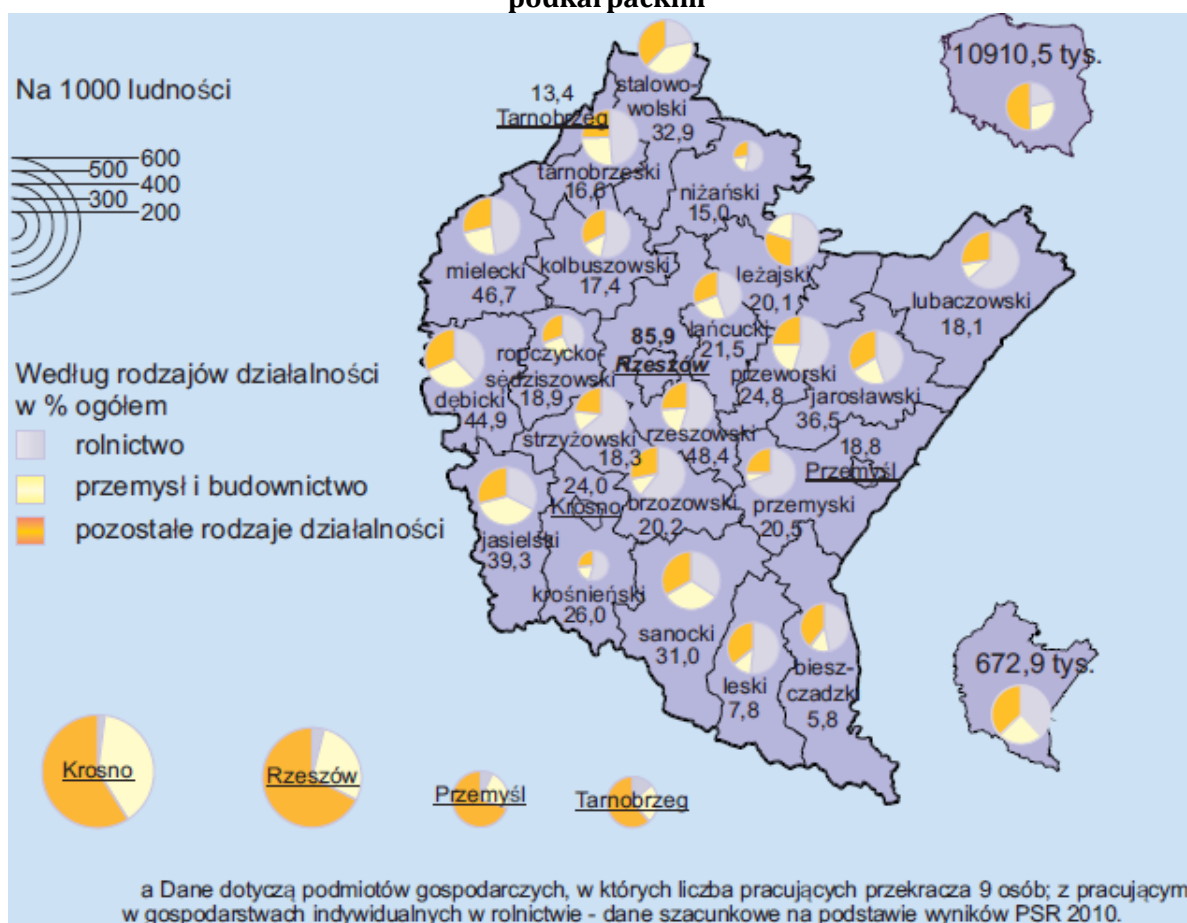 podkarpackim
Na 1000 ludności
600
500
400
300
200
Według rodzajów działalności
w % ogółem
rolnictwo
przemysł i budownictwo
pozostałe rodzaje działalności
10910,5 tys.
13,4
Tarnobrzeg
stalowo-
wolski
32,9
tarnobrzeski
16,6
niżański
15,0
mielecki
46,7
kolbuszowski
17,4
leżajski
20,1
lubaczowski
18,1
łańcucki
21,5
85,9
Rzeszów
ropczycko-
sędziszowski
18,9
dębicki
44,9
przeworski
24,8
jarosławski
36,5
strzyżowski
18,3
rzeszowski
48,4
18,8
Przemyśl
24,0
Krosno
brzozowski
20,2
przemyski
20,5
jasielski
39,3
krośnieński
26,0
sanocki
31,0
leski
7,8
biesz-
czadzki
5,8
672,9 tys.
Krosno
Rzeszów
Przemyśl
Tarnobrzeg
a Dane dotyczą podmiotów gospodarczych, w których liczba pracujących przekracza 9 osób; z pracującym
w gospodarstwach indywidualnych w rolnictwie - dane szacunkowe na podstawie wyników PSR 2010.